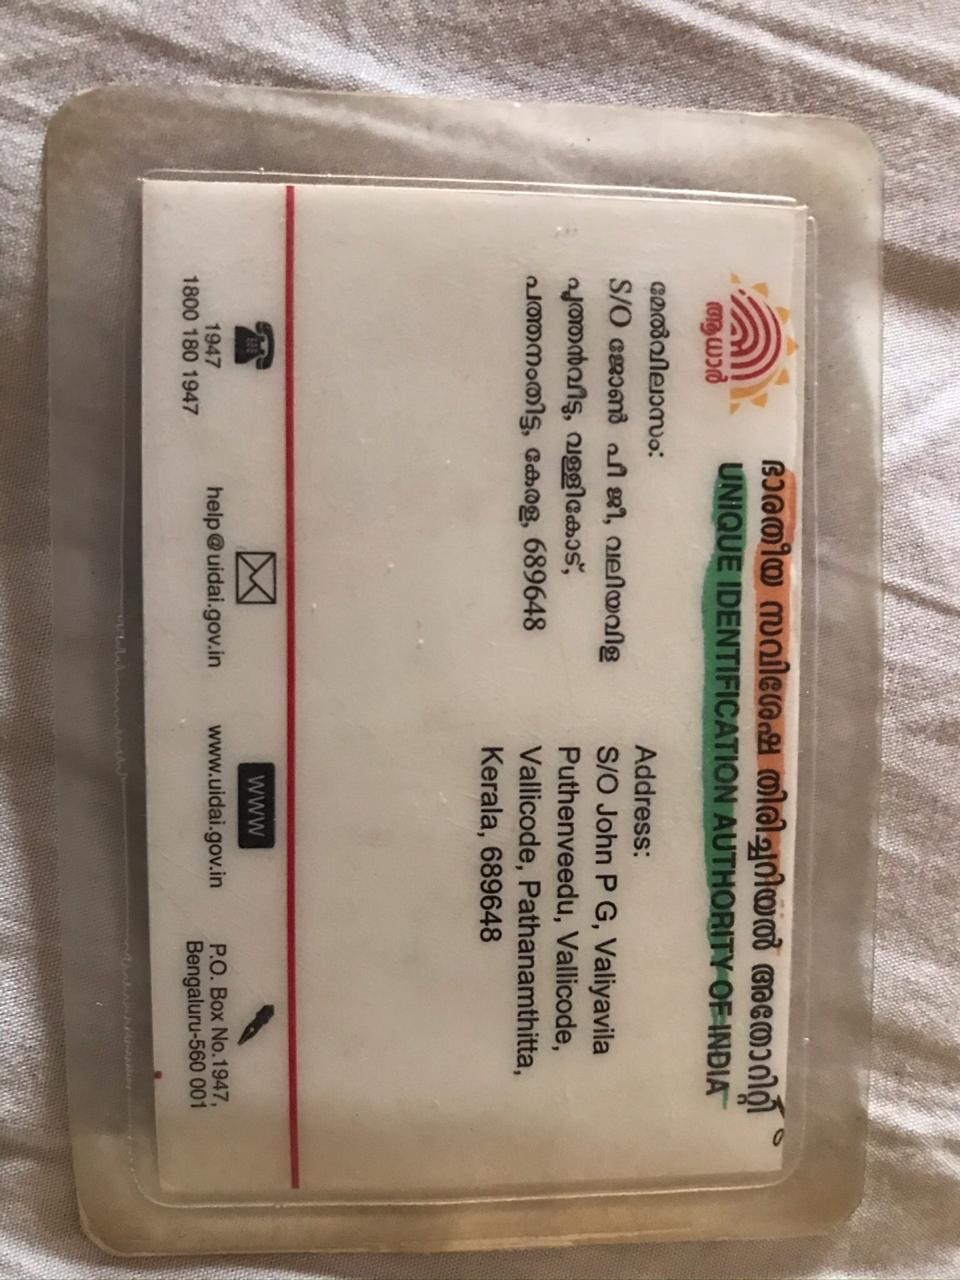 ഭാരതീയ സവിശേഷ തിരിച്ചറിയൽ അതോറിറ്റി
UNIQUE IDENTIFICATION AUTHORITY OF INDIA
ആധാർ
മേൽവിലാസം:
S/O ജോൺ പി ജി, വലിയവിള
പുത്തൻവീട്ടു, വള്ളികോട്,
പത്തനംതിട്ട, കേരള, 689648
Address:
S/O John P G, Valiyavila
Puthenveedu, Vallicode,
Vallicode, Pathanamthitta,
Kerala, 689648
1947
1800 180 1947
help@uidai.gov.in
WWW
www.uidai.gov.in
P.O. Box No.1947,
Bengaluru-560 001